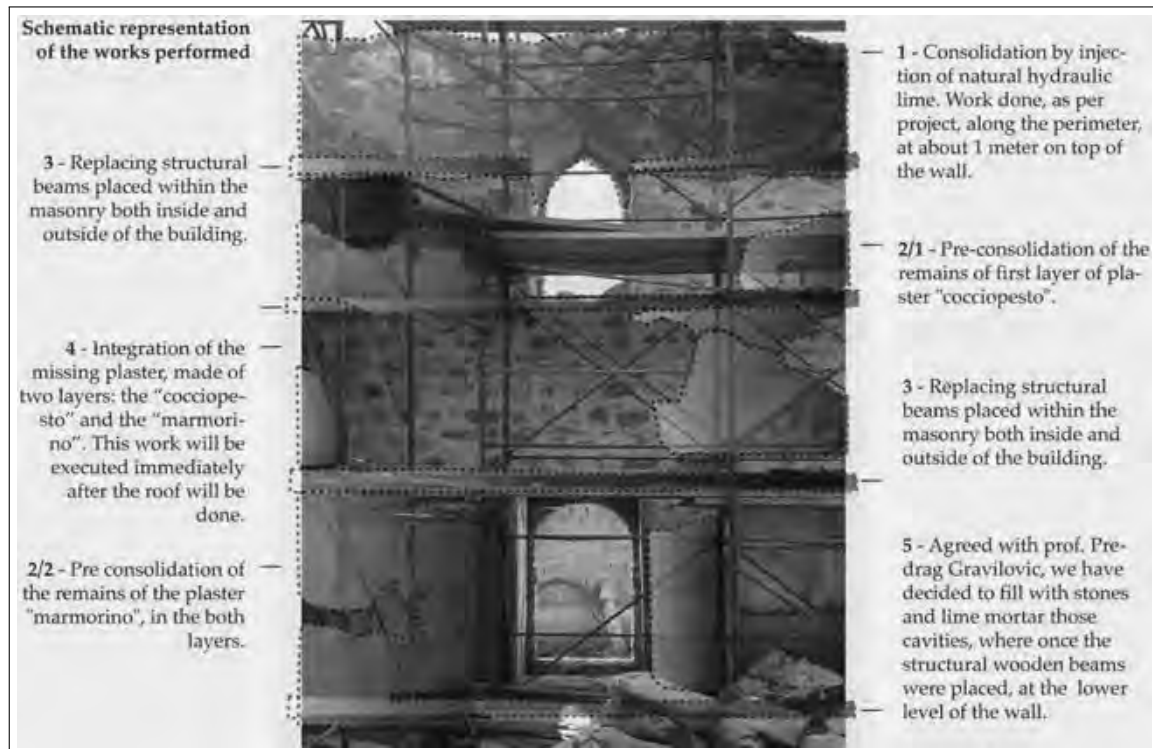 Schematic representation
of the works performed
3 - Replacing structural
beams placed within the
masonry both inside and
outside of the building.
4 - Integration of the
missing plaster, made of
two layers: the "cocciope-
sto" and the "marmori-
no". This work will be
executed immediately
after the roof will be
done.
2/2 - Pre consolidation of
the remains of the plaster
"marmorino", in the both
layers.
1 - Consolidation by injec-
tion of natural hydraulic
lime. Work done, as per
project, along the perimeter,
at about 1 meter on top of
the wall.
2/1 - Pre-consolidation of the
remains of first layer of pla-
ster "cocciopesto".
3 - Replacing structural
beams placed within the
masonry both inside and
outside of the building.
5 - Agreed with prof. Pre-
drag Gravilovic, we have
decided to fill with stones
and lime mortar those
cavities, where once the
structural wooden beams
were placed, at the lower
level of the wall.